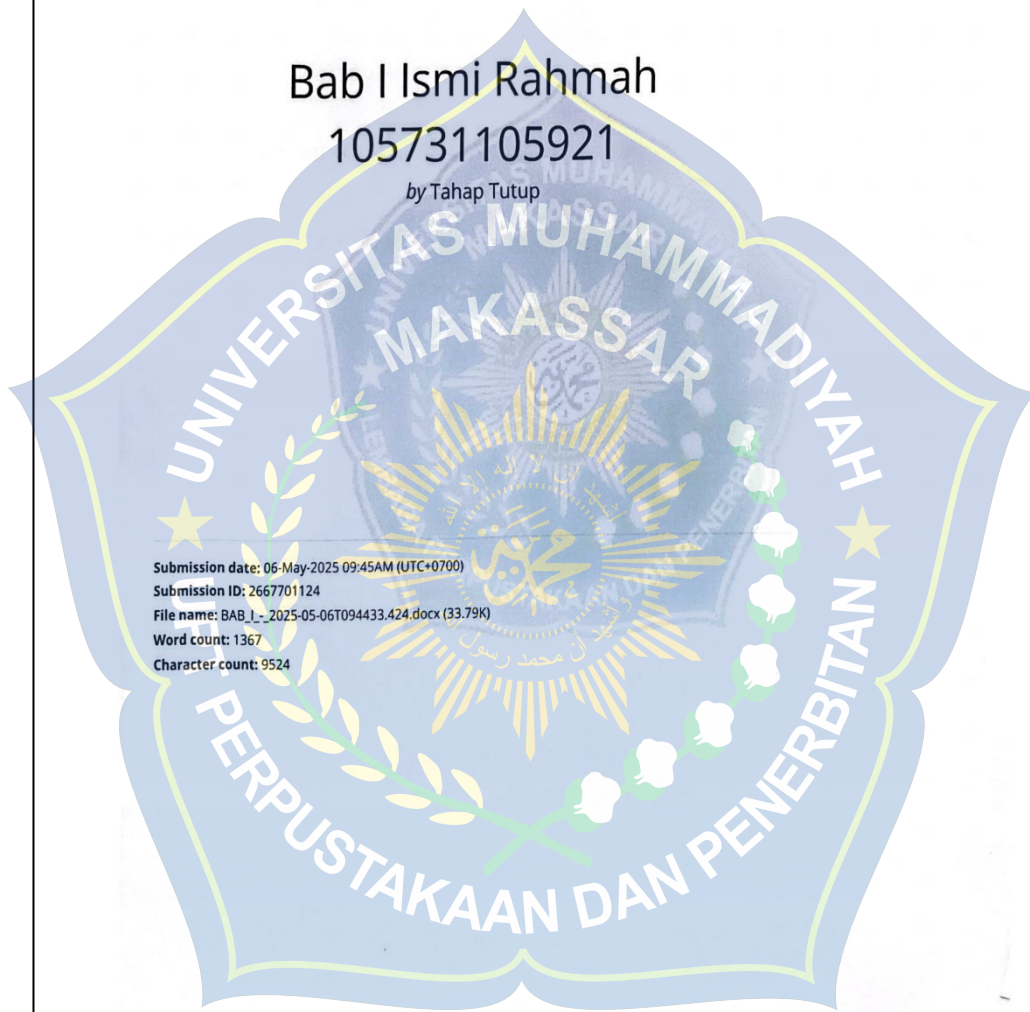 Bab I Ismi Rahmah
105731105921
by Tahap Tutup
UNIVERSITAS MUHAMMADIYAH
MAKASSAR
Submission date: 06-May-2025 09:45AM (UTC+0700)
Submission ID: 2667701124
File name: BAB_I_-_2025-05-06T094433.424.docx (33.79K)
Word count: 1367
Character count: 9524
UPT PERPUSTAKAAN DAN PENERBITAN